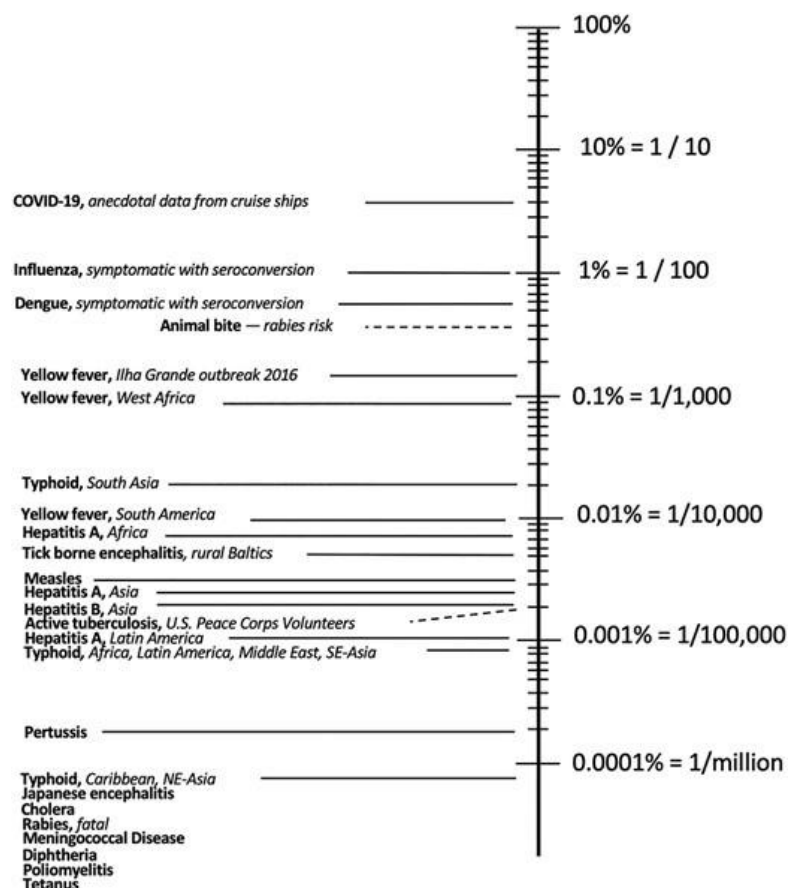 100%
10% = 1 / 10
COVID-19, anecdotal data from cruise ships
Influenza, symptomatic with seroconversion
1% = 1 / 100
Dengue, symptomatic with seroconversion
Animal bite — rabies risk
Yellow fever, Ilha Grande outbreak 2016
Yellow fever, West Africa
0.1% = 1/1,000
Typhoid, South Asia
Yellow fever, South America
0.01% = 1/10,000
Hepatitis A, Africa
Tick borne encephalitis, rural Baltics
Measles
Hepatitis A, Asia
Hepatitis B, Asia
Active tuberculosis, U.S. Peace Corps Volunteers
Hepatitis A, Latin America
0.001% = 1/100,000
Typhoid, Africa, Latin America, Middle East, SE-Asia
Pertussis
0.0001% = 1/million
Typhoid, Caribbean, NE-Asia
Japanese encephalitis
Cholera
Rabies, fatal
Meningococcal Disease
Diphtheria
Poliomyelitis
Tetanus